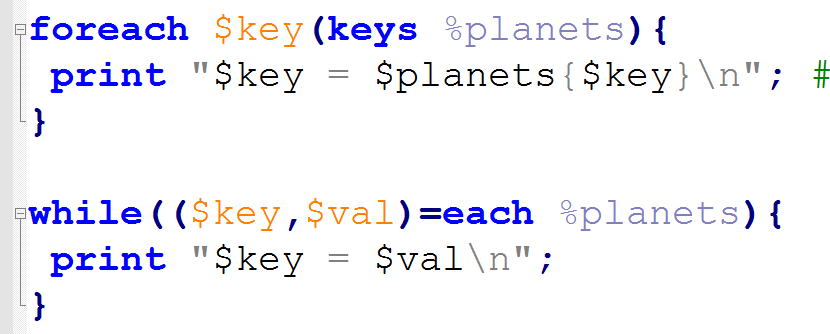 foreach $key(keys %planets){
 print "$key = $planets{$key}\n"; #
}
while(($key,$val)=each %planets){
 print "$key = $val\n";
}